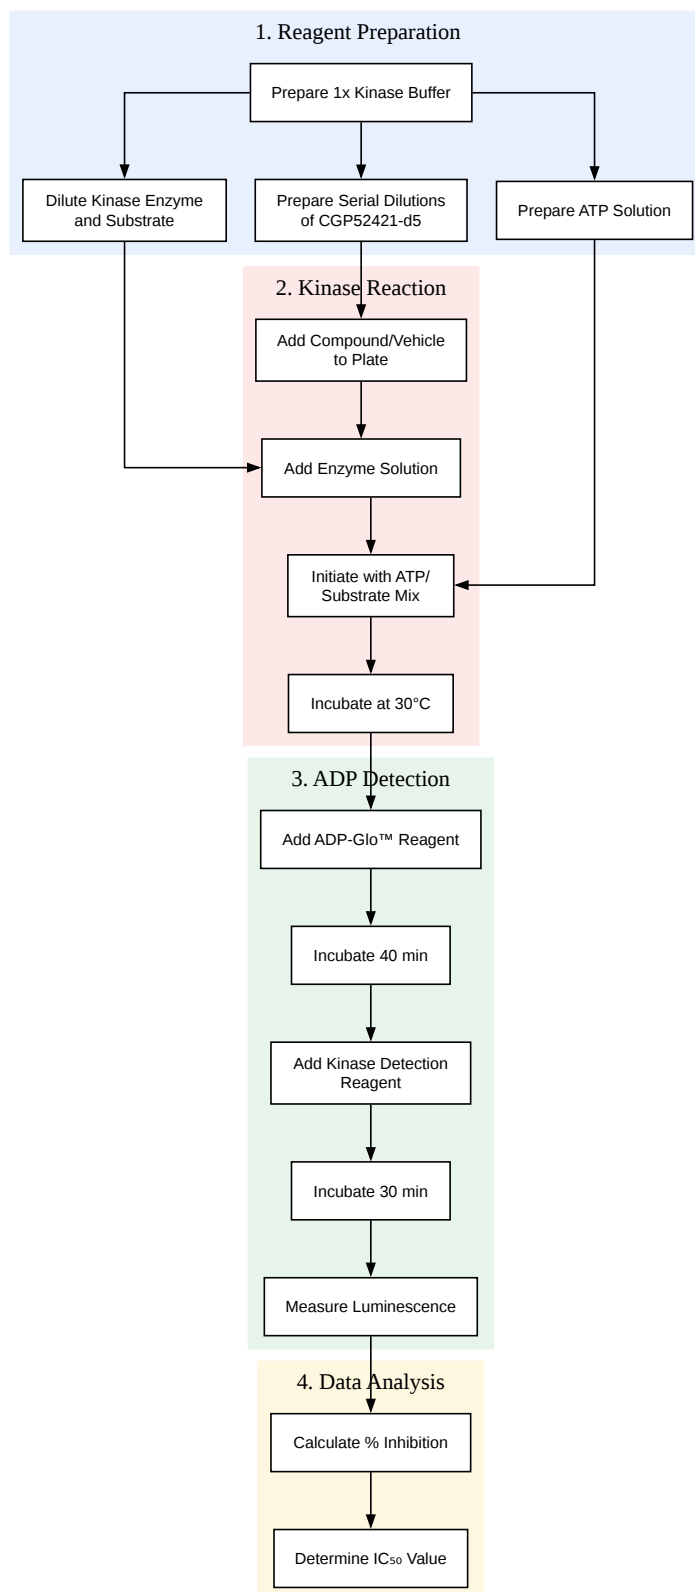 1. Reagent Preparation
Prepare 1x Kinase Buffer
Dilute Kinase Enzyme
and Substrate
Prepare Serial Dilutions
of CGP52421-d5
Prepare ATP Solution
2. Kinase Reaction
Add Compound/Vehicle
to Plate
Add Enzyme Solution
Initiate with ATP/
Substrate Mix
Incubate at 30°C
3. ADP Detection
Add ADP-Glo™ Reagent
Incubate 40 min
Add Kinase Detection
Reagent
Incubate 30 min
Measure Luminescence
4. Data Analysis
Calculate % Inhibition
Determine IC₅₀ Value